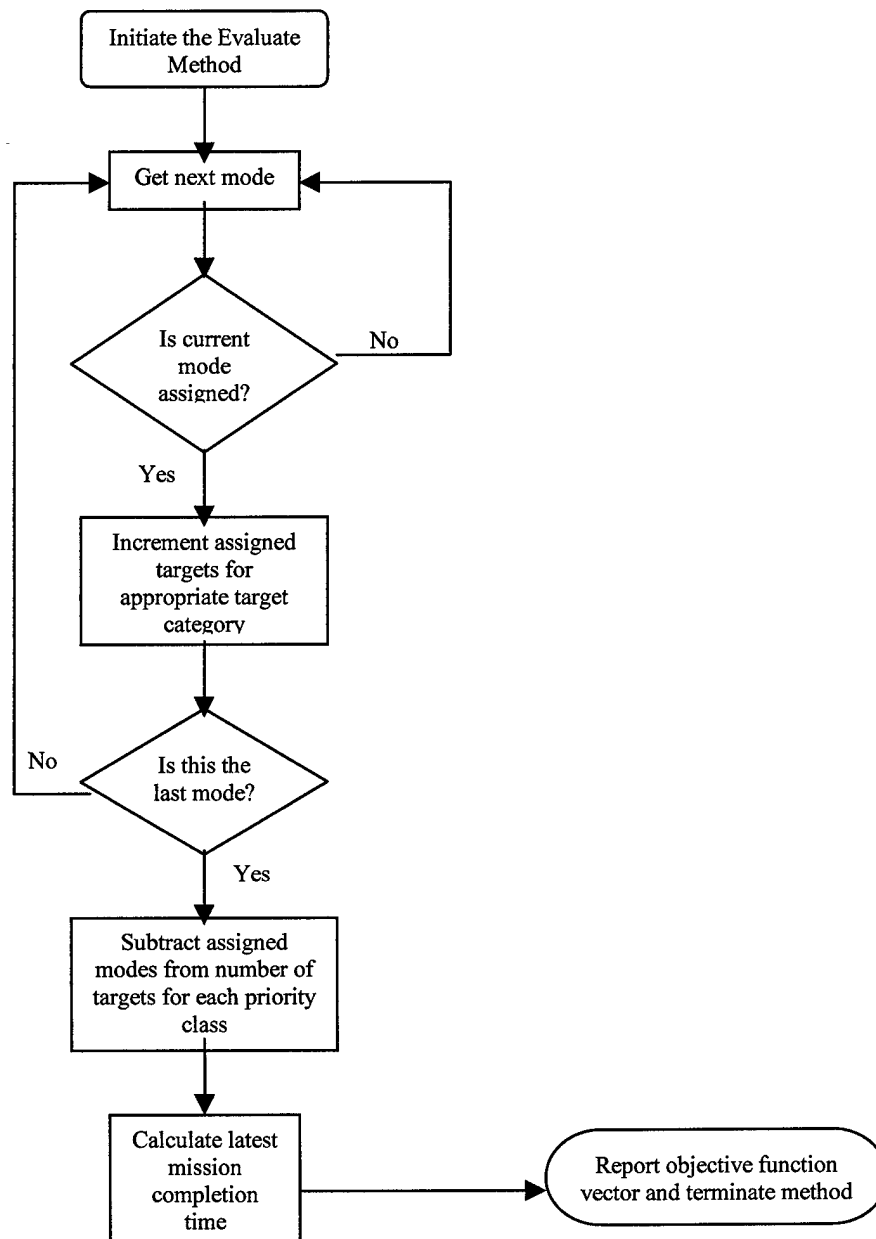 Initiate the Evaluate
Method
Get next mode
Is current
mode
assigned?
No
Yes
Increment assigned
targets for
appropriate target
category
No
Is this the
last mode?
Yes
Subtract assigned
modes from number of
targets for each priority
class
Calculate latest
mission
completion
time
Report objective function
vector and terminate method